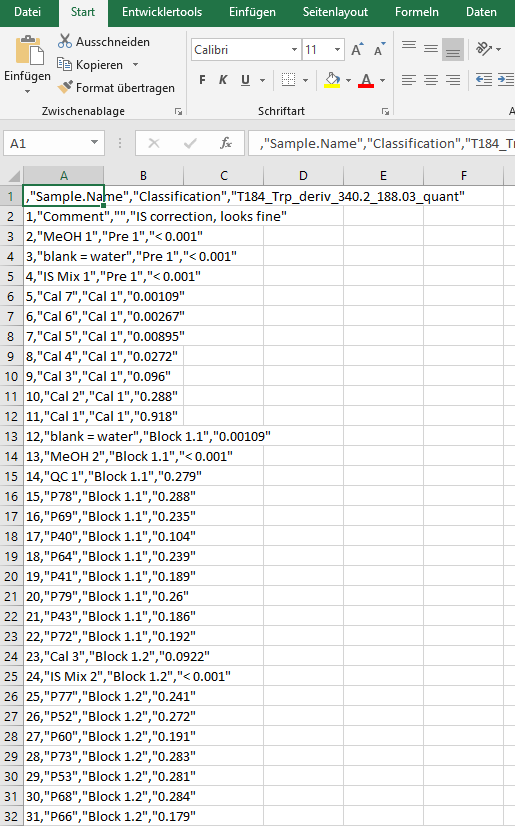 Datei Start Entwicklertools Einfügen Seitenlayout Formeln Daten
Einfügen
Ausschneiden
Kopieren
Format übertragen
Zwischenablage
Calibri 11 A A
F K U A
Schriftart
A1 fx ,"Sample.Name","Classification","T184_Tr
A B C D E F
1 ,"Sample.Name","Classification","T184_Trp_deriv_340.2_188.03_quant"
2 1,"Comment","","IS correction, looks fine"
3 2,"MeOH 1","Pre 1","< 0.001"
4 3,"blank = water","Pre 1","< 0.001"
5 4,"IS Mix 1","Pre 1","< 0.001"
6 5,"Cal 7","Cal 1","0.00109"
7 6,"Cal 6","Cal 1","0.00267"
8 7,"Cal 5","Cal 1","0.00895"
9 8,"Cal 4","Cal 1","0.0272"
10 9,"Cal 3","Cal 1","0.096"
11 10,"Cal 2","Cal 1","0.288"
12 11,"Cal 1","Cal 1","0.918"
13 12,"blank = water","Block 1.1","0.00109"
14 13,"MeOH 2","Block 1.1","< 0.001"
15 14,"QC 1","Block 1.1","0.279"
16 15,"P78","Block 1.1","0.288"
17 16,"P69","Block 1.1","0.235"
18 17,"P40","Block 1.1","0.104"
19 18,"P64","Block 1.1","0.239"
20 19,"P41","Block 1.1","0.189"
21 20,"P79","Block 1.1","0.26"
22 21,"P43","Block 1.1","0.186"
23 22,"P72","Block 1.1","0.192"
24 23,"Cal 3","Block 1.2","0.0922"
25 24,"IS Mix 2","Block 1.2","< 0.001"
26 25,"P77","Block 1.2","0.241"
27 26,"P52","Block 1.2","0.272"
28 27,"P60","Block 1.2","0.191"
29 28,"P73","Block 1.2","0.283"
30 29,"P53","Block 1.2","0.281"
31 30,"P68","Block 1.2","0.284"
32 31,"P66","Block 1.2","0.179"